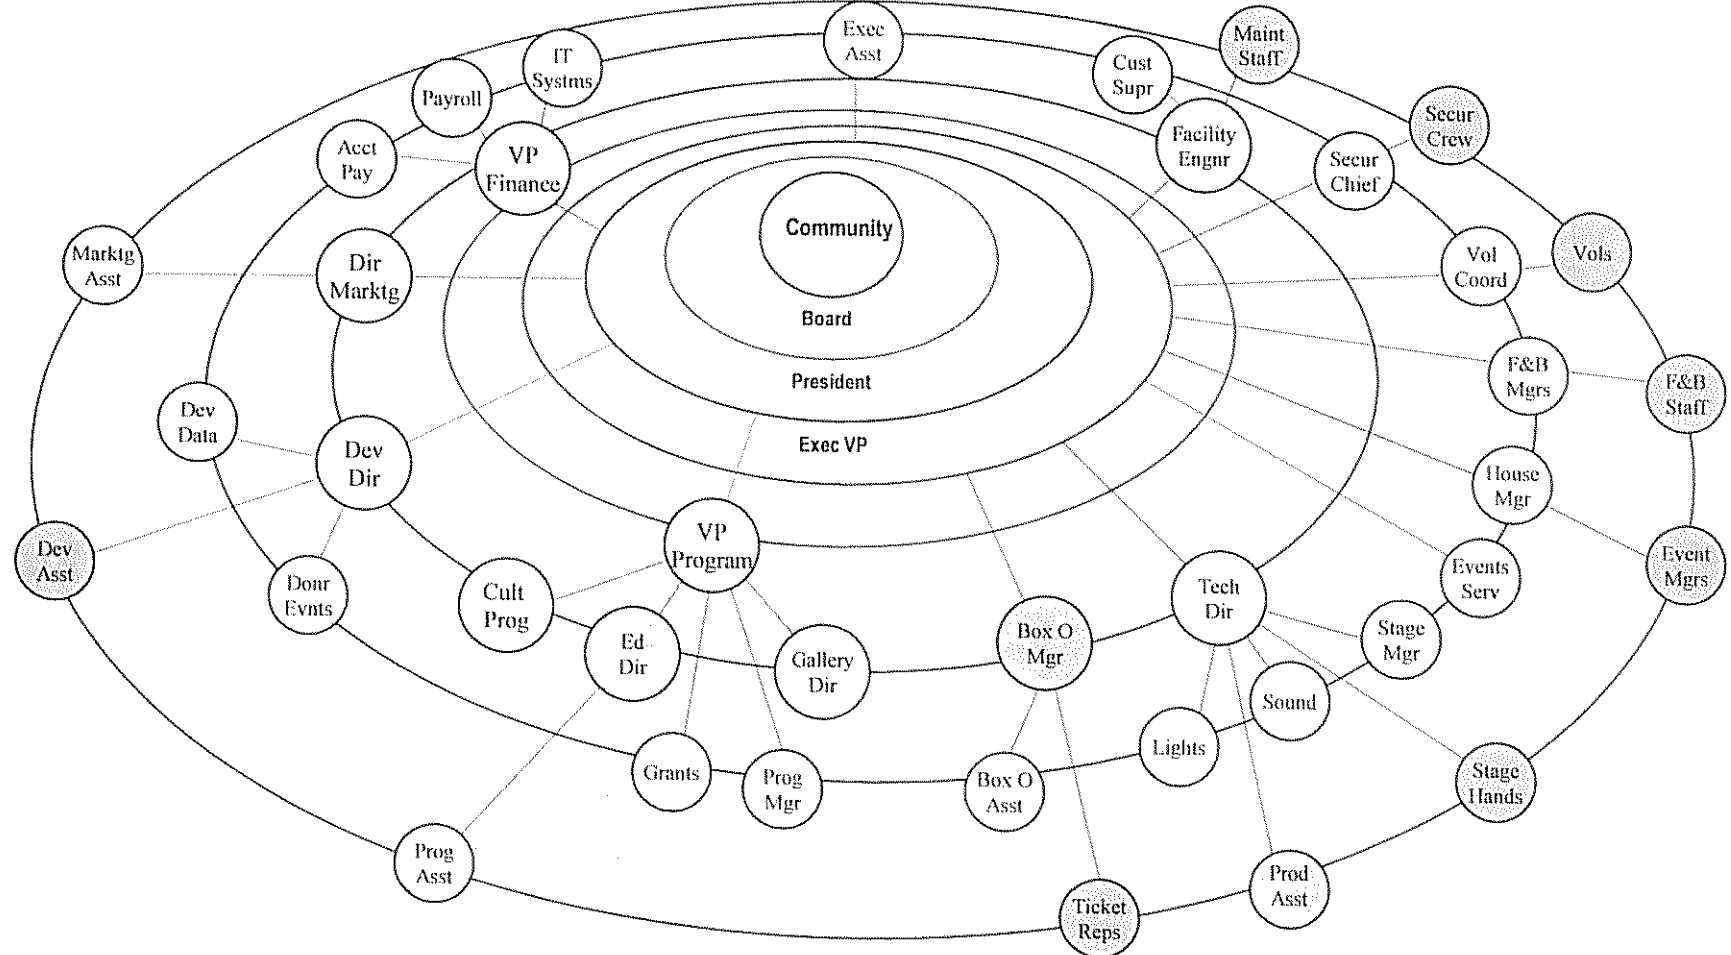 Exec
Asst
Maint
Staff
IT
Systms
Cust
Supr
Payroll
Secur
Crew
Acct
Pay
VP
Finance
Facility
Engnr
Secur
Chief
Community
Marktg
Asst
Dir
Marktg
Vol
Coord
Vols
Board
President
F&B
Mgrs
F&B
Staff
Dev
Data
Dev
Dir
Exec VP
House
Mgr
VP
Program
Dev
Asst
Donr
Evnts
Cult
Prog
Ed
Dir
Gallery
Dir
Box O
Mgr
Tech
Dir
Stage
Mgr
Events
Serv
Event
Mgrs
Sound
Lights
Grants
Prog
Mgr
Box O
Asst
Stage
Hands
Prog
Asst
Ticket
Reps
Prod
Asst